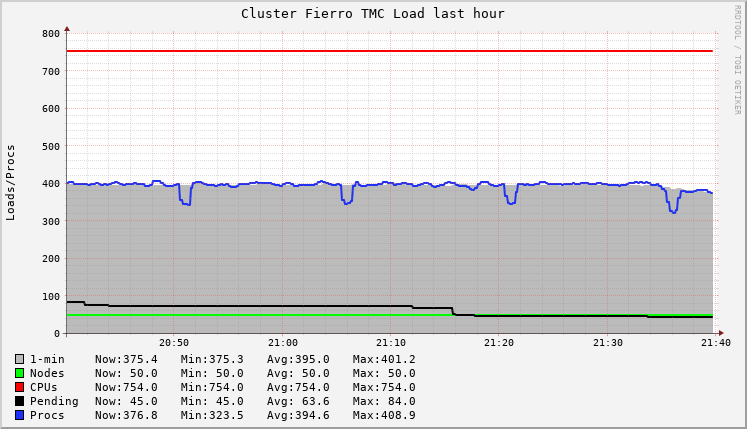 Cluster Fierro TMC Load last hour
RRDTOOL / TOBI OETIKER
Loads/Procs
800
700
600
500
400
300
200
100
0
20:50 21:00 21:10 21:20 21:30 21:40
1-min Now:375.4 Min:375.3 Avg:395.0 Max:401.2
Nodes Now: 50.0 Min: 50.0 Avg: 50.0 Max: 50.0
CPUs Now:754.0 Min:754.0 Avg:754.0 Max:754.0
Pending Now: 45.0 Min: 45.0 Avg: 63.6 Max: 84.0
Procs Now:376.8 Min:323.5 Avg:394.6 Max:408.9